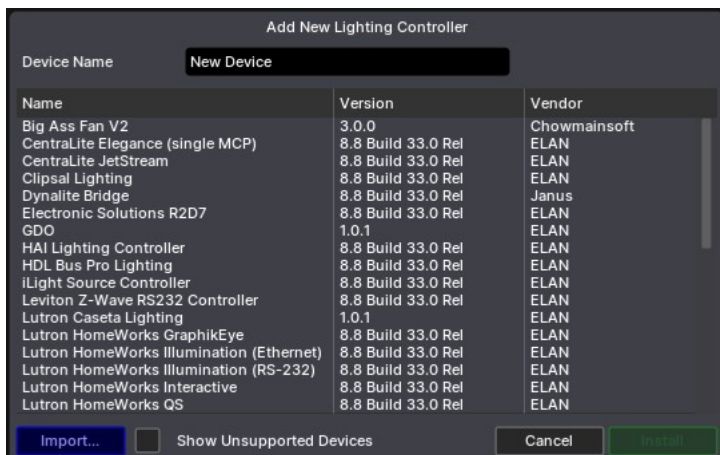 Add New Lighting Controller
Device Name New Device
Name Version Vendor
Big Ass Fan V2 3.0.0 Chowmainsoft
CentraLite Elegance (single MCP) 8.8 Build 33.0 Rel ELAN
CentraLite JetStream 8.8 Build 33.0 Rel ELAN
Clipsal Lighting 8.8 Build 33.0 Rel ELAN
Dynalite Bridge 8.8 Build 33.0 Rel Janus
Electronic Solutions R2D7 8.8 Build 33.0 Rel ELAN
GDO 1.0.1 ELAN
HAI Lighting Controller 8.8 Build 33.0 Rel ELAN
HDL Bus Pro Lighting 8.8 Build 33.0 Rel ELAN
iLight Source Controller 8.8 Build 33.0 Rel ELAN
Leviton Z-Wave RS232 Controller 8.8 Build 33.0 Rel ELAN
Lutron Caseta Lighting 1.0.1 ELAN
Lutron HomeWorks GraphikEye 8.8 Build 33.0 Rel ELAN
Lutron HomeWorks Illumination (Ethernet) 8.8 Build 33.0 Rel ELAN
Lutron HomeWorks Illumination (RS-232) 8.8 Build 33.0 Rel ELAN
Lutron HomeWorks Interactive 8.8 Build 33.0 Rel ELAN
Lutron HomeWorks QS 8.8 Build 33.0 Rel ELAN
Import... Show Unsupported Devices Cancel Install